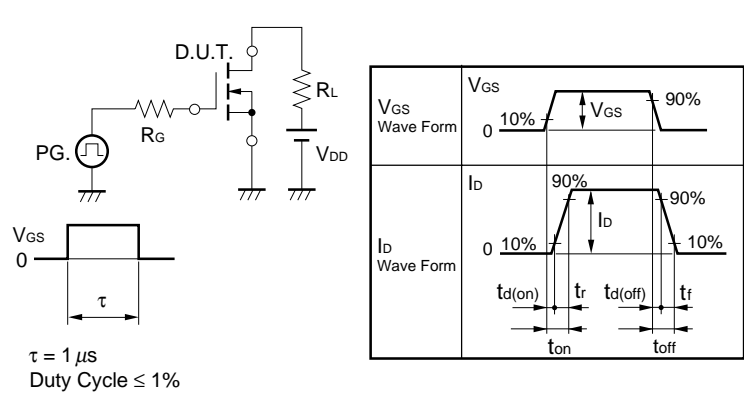 D.U.T.
RL
RG
PG.
VDD
VGS
0
τ
τ = 1 μs
Duty Cycle ≤ 1%
VGS
Wave Form
VGS
10%
0
VGS
90%
ID
Wave Form
ID
90%
90%
ID
0
10%
10%
td(on)
tr
td(off)
tf
ton
toff